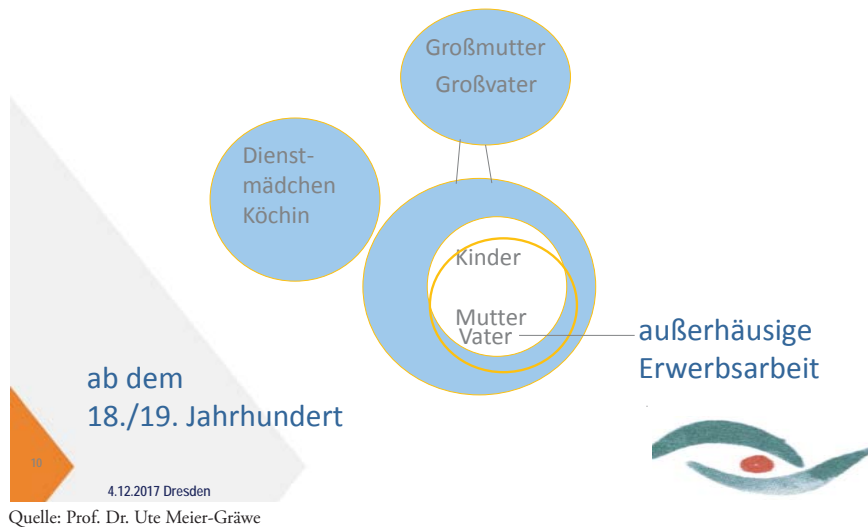 Großmutter
Großvater
Dienst-
mädchen
Köchin
Kinder
Mutter
Vater
außerhäusige
Erwerbsarbeit
ab dem
18./19. Jahrhundert
10
4.12.2017 Dresden
Quelle: Prof. Dr. Ute Meier-Gräwe